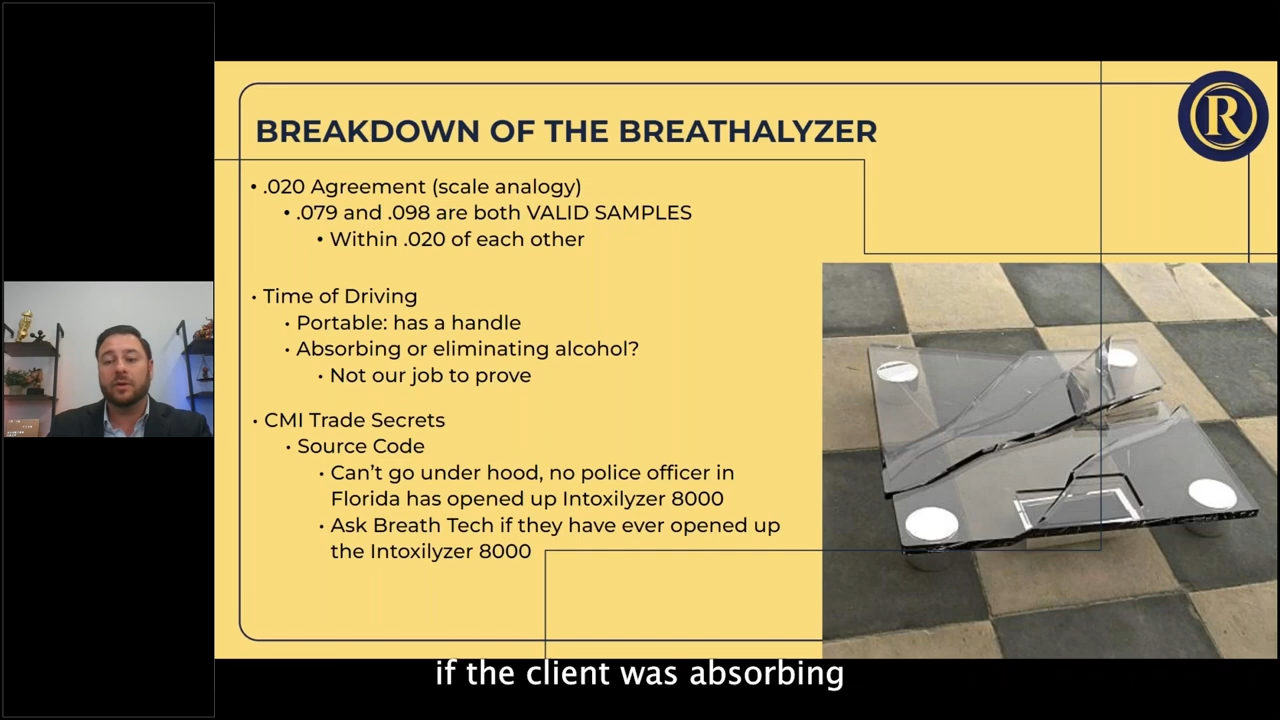 BREAKDOWN OF THE BREATHALYZER
R
• .020 Agreement (scale analogy)
• .079 and .098 are both VALID SAMPLES
• Within .020 of each other
• Time of Driving
• Portable: has a handle
• Absorbing or eliminating alcohol?
• Not our job to prove
• CMI Trade Secrets
• Source Code
• Can’t go under hood, no police officer in
Florida has opened up Intoxilyzer 8000
• Ask Breath Tech if they have ever opened up
the Intoxilyzer 8000
if the client was absorbing